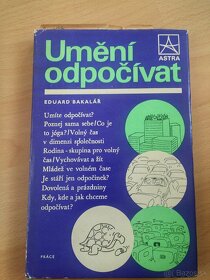 Umění
odpočívat
ASTRA
EDUARD BAKALÁŘ
Umíte odpočívat?
Poznej sama sebe/Co je
to jóga?/Volný čas
v dimenzi společnosti
Rodina - skupina pro volný
čas/Vychovávat a žít
Mládež ve volném čase
Je stáří jen odpočinek?
Dovolená a prázdniny
Kdy, kde a jak chceme
odpočívat?
PRÁCE